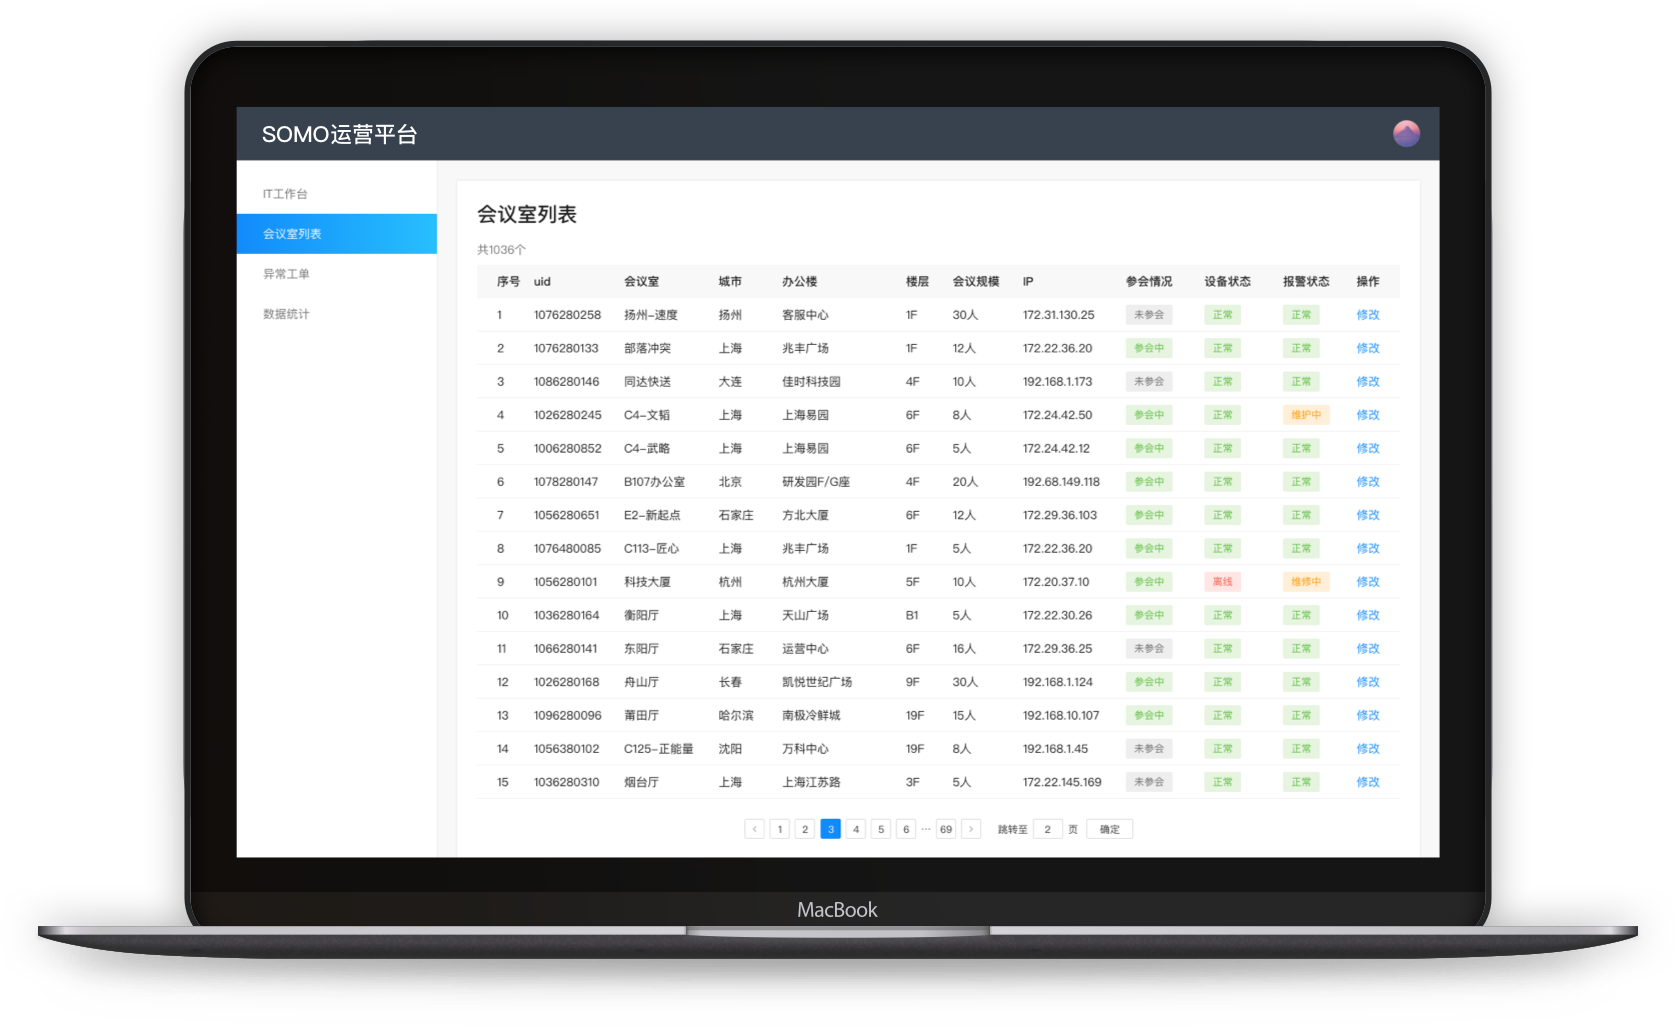 SOMO运营平台
IT工作台
会议室列表
异常工单
数据统计
会议室列表
共1036个
序号 uid 会议室 城市 办公楼 楼层 会议规模 IP 参会情况 设备状态 报警状态 操作
1 1076280258 扬州-速度 扬州 客服中心 1F 30人 172.31.130.25 未参会 正常 正常 修改
2 1076280133 部落冲突 上海 兆丰广场 1F 12人 172.22.36.20 参会中 正常 正常 修改
3 1086280146 同达快送 大连 佳时科技园 4F 10人 192.168.1.173 未参会 正常 正常 修改
4 1026280245 C4-文韬 上海 上海易园 6F 8人 172.24.42.50 参会中 正常 维护中 修改
5 1006280852 C4-武略 上海 上海易园 6F 5人 172.24.42.12 参会中 正常 正常 修改
6 1078280147 B107办公室 北京 研发园F/G座 4F 20人 192.68.149.118 参会中 正常 正常 修改
7 1056280651 E2-新起点 石家庄 方北大厦 6F 12人 172.29.36.103 参会中 正常 正常 修改
8 1076480085 C113-匠心 上海 兆丰广场 1F 5人 172.22.36.20 参会中 正常 正常 修改
9 1056280101 科技大厦 杭州 杭州大厦 5F 10人 172.20.37.10 参会中 离线 维修中 修改
10 1036280164 衡阳厅 上海 天山广场 B1 5人 172.22.30.26 参会中 正常 正常 修改
11 1066280141 东阳厅 石家庄 运营中心 6F 16人 172.29.36.25 未参会 正常 正常 修改
12 1026280168 舟山厅 长春 凯悦世纪广场 9F 30人 192.168.1.124 参会中 正常 正常 修改
13 1096280096 莆田厅 哈尔滨 南极冷鲜城 19F 15人 192.168.10.107 参会中 正常 正常 修改
14 1056380102 C125-正能量 沈阳 万科中心 19F 8人 192.168.1.45 未参会 正常 正常 修改
15 1036280310 烟台厅 上海 上海江苏路 3F 5人 172.22.145.169 未参会 正常 正常 修改
< 1 2 3 4 5 6 ··· 69 > 跳转至 2 页 确定
MacBook